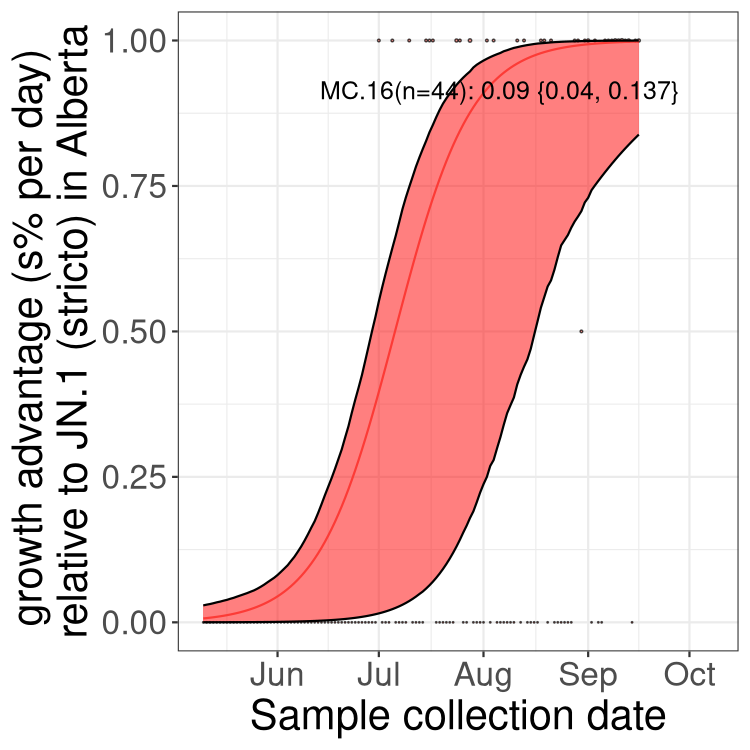 growth advantage (s% per day)
relative to JN.1 (stricto) in Alberta
1.00
0.75
0.50
0.25
0.00
MC.16(n=44): 0.09 {0.04, 0.137}
Jun Jul Aug Sep Oct
Sample collection date